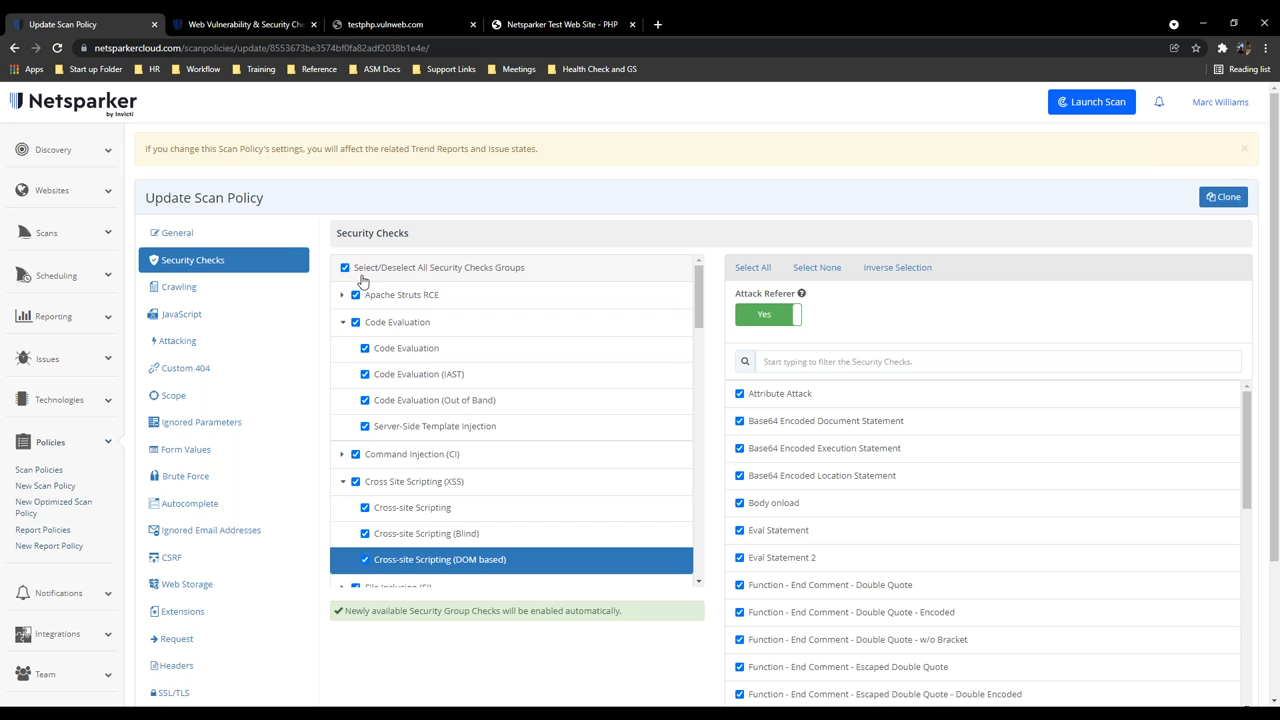 Update Scan Policy
Web Vulnerability & Security Che
testphp.vulnweb.com
Netsparker Test Web Site - PHP
netsparkercloud.com/scanpolicies/update/8553673be3574bf0fa82adf2038b1e4e/
Apps
Start up Folder
HR
Workflow
Training
Reference
ASM Docs
Support Links
Meetings
Health Check and GS
Reading list
Netsparker
by Invicti
Launch Scan
Marc Williams
Discovery
Websites
Scans
Scheduling
Reporting
Issues
Technologies
Policies
Scan Policies
New Scan Policy
New Optimized Scan
Policy
Report Policies
New Report Policy
Notifications
Integrations
Team
If you change this Scan Policy's settings, you will affect the related Trend Reports and Issue states.
Update Scan Policy
Clone
General
Security Checks
Crawling
JavaScript
Attacking
Custom 404
Scope
Ignored Parameters
Form Values
Brute Force
Autocomplete
Ignored Email Addresses
CSRF
Web Storage
Extensions
Request
Headers
SSL/TLS
Security Checks
Select/Deselect All Security Checks Groups
Apache Struts RCE
Code Evaluation
Code Evaluation
Code Evaluation (IAST)
Code Evaluation (Out of Band)
Server-Side Template Injection
Command Injection (CI)
Cross Site Scripting (XSS)
Cross-site Scripting
Cross-site Scripting (Blind)
Cross-site Scripting (DOM based)
File Inclusion (FI)
Newly available Security Group Checks will be enabled automatically.
Select All
Select None
Inverse Selection
Attack Referer
Yes
Start typing to filter the Security Checks.
Attribute Attack
Base64 Encoded Document Statement
Base64 Encoded Execution Statement
Base64 Encoded Location Statement
Body onload
Eval Statement
Eval Statement 2
Function - End Comment - Double Quote
Function - End Comment - Double Quote - Encoded
Function - End Comment - Double Quote - w/o Bracket
Function - End Comment - Escaped Double Quote
Function - End Comment - Escaped Double Quote - Double Encoded